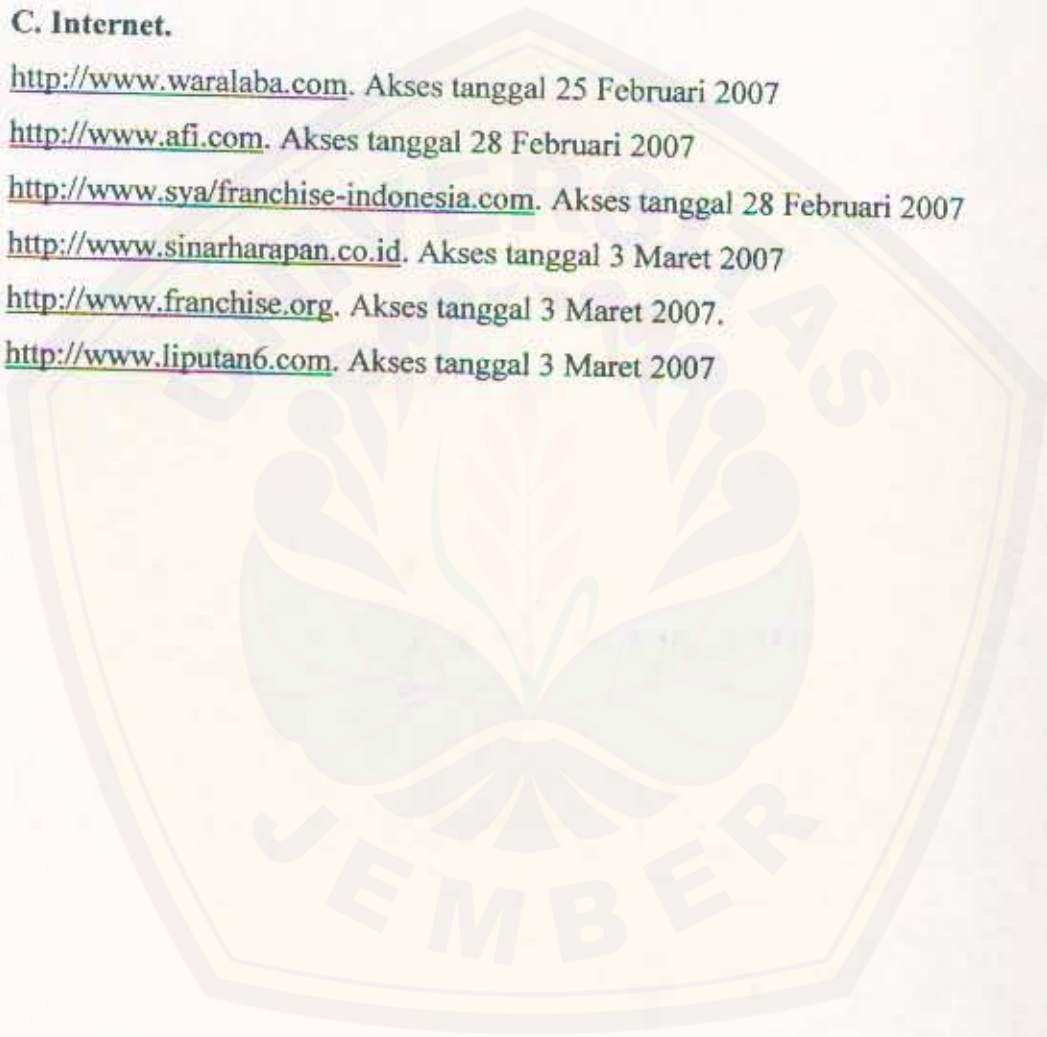 C. Internet.
http://www.waralaba.com. Akses tanggal 25 Februari 2007
http://www.afi.com. Akses tanggal 28 Februari 2007
http://www.sya/franchise-indonesia.com. Akses tanggal 28 Februari 2007
http://www.sinarharapan.co.id. Akses tanggal 3 Maret 2007
http://www.franchise.org. Akses tanggal 3 Maret 2007.
http://www.liputan6.com. Akses tanggal 3 Maret 2007
UNIVERSITAS
JEMBER